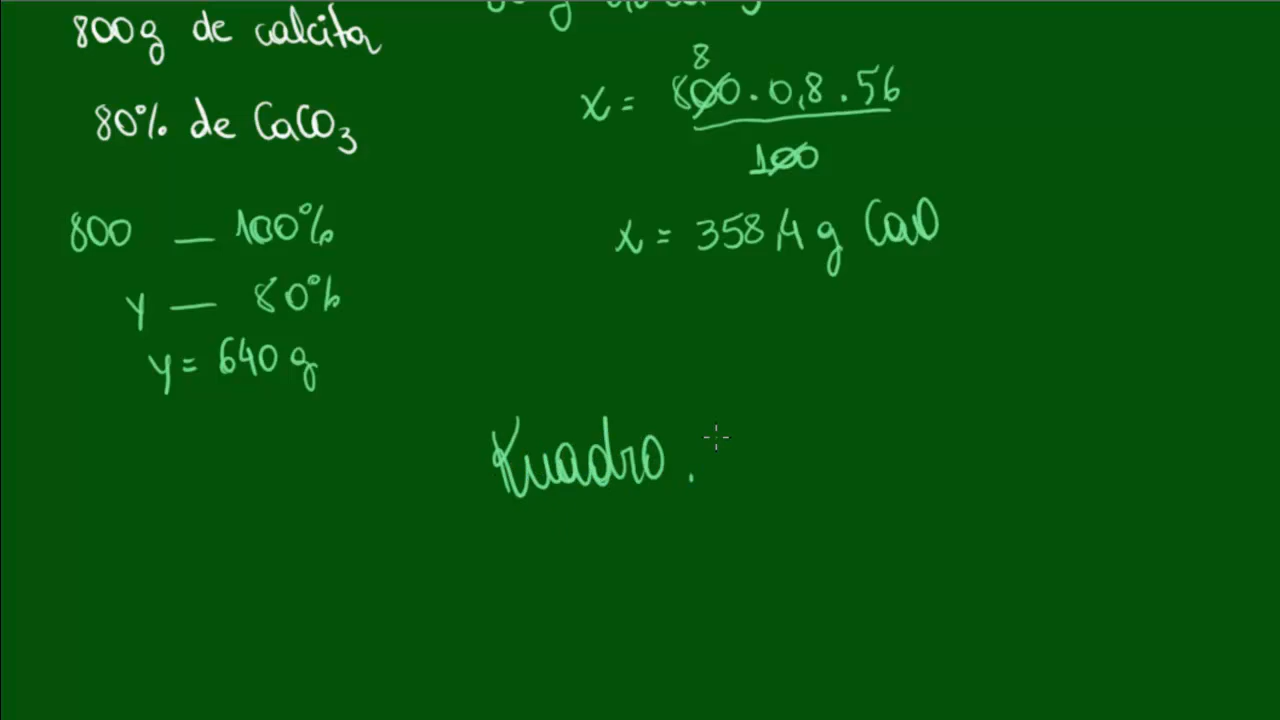 800g de calcita
80% de CaCO3
800 — 100%
y — 80%
y = 640 g
8
x = 800 . 0,8 . 56
100
x = 358,4 g CaO
Kuadro .